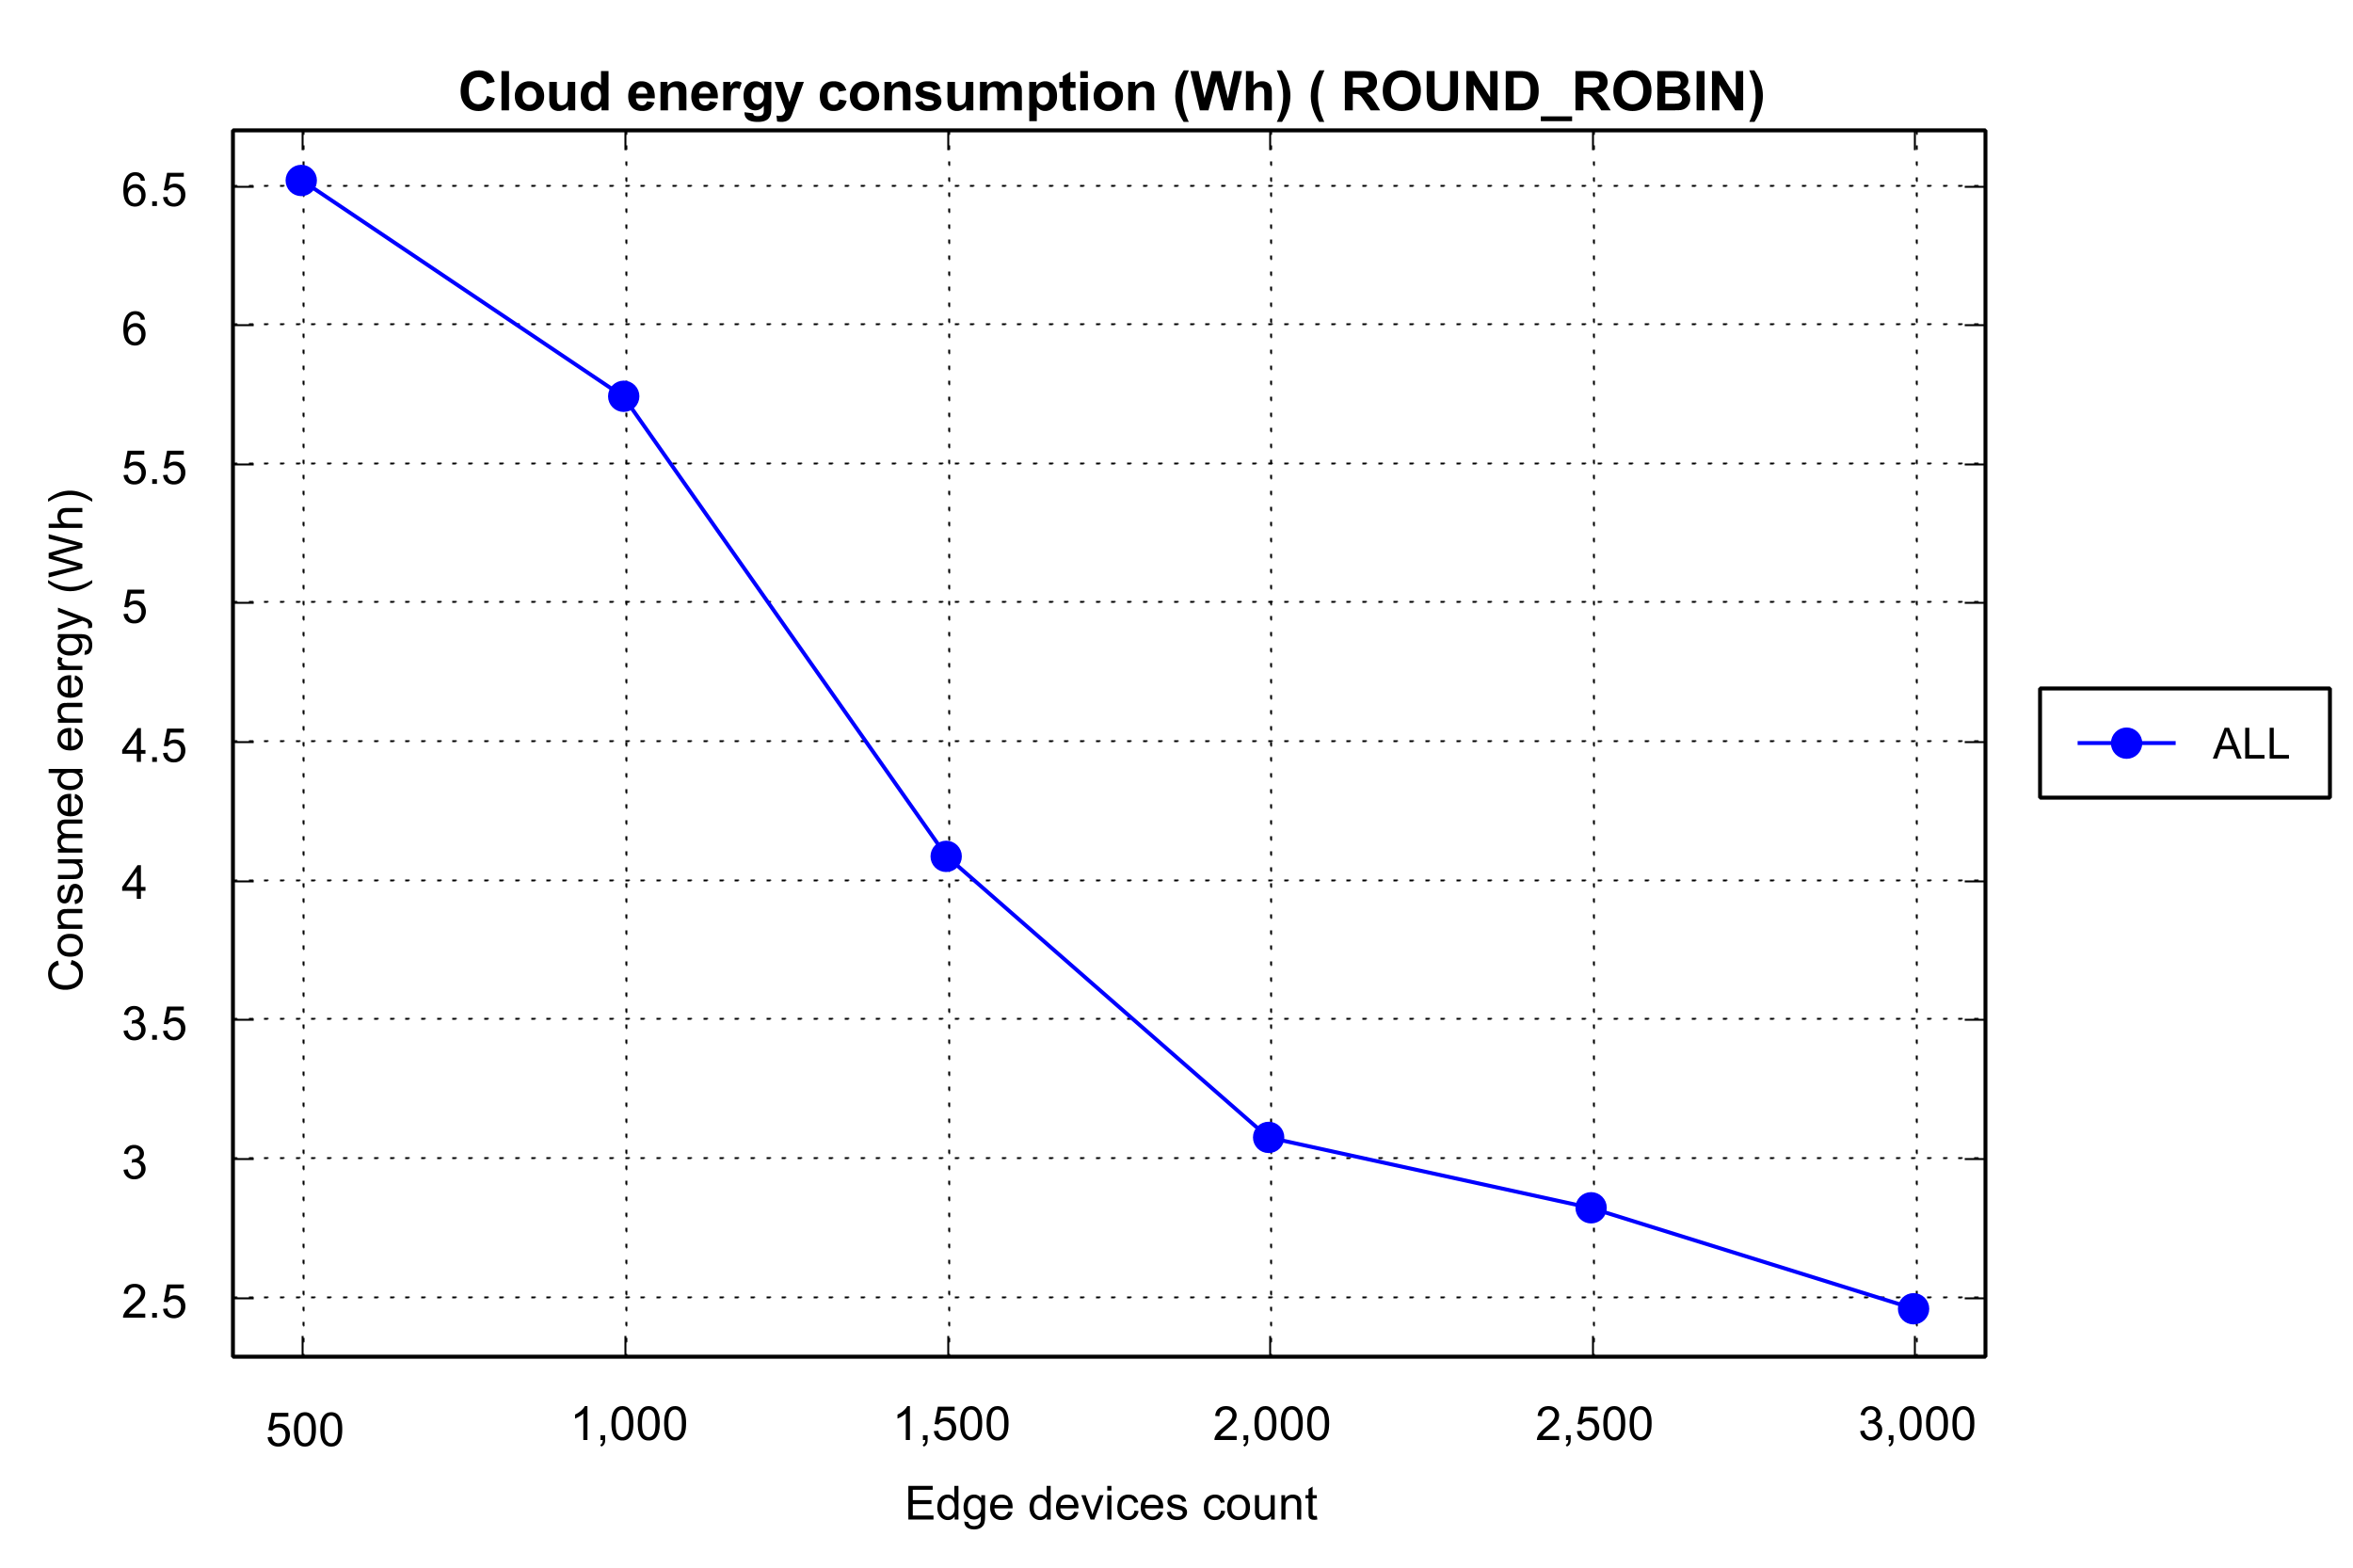 Cloud energy consumption (Wh) ( ROUND_ROBIN)
6.5
6
5.5
5
4.5
4
3.5
3
2.5
Consumed energy (Wh)
500 1,000 1,500 2,000 2,500 3,000
Edge devices count
ALL